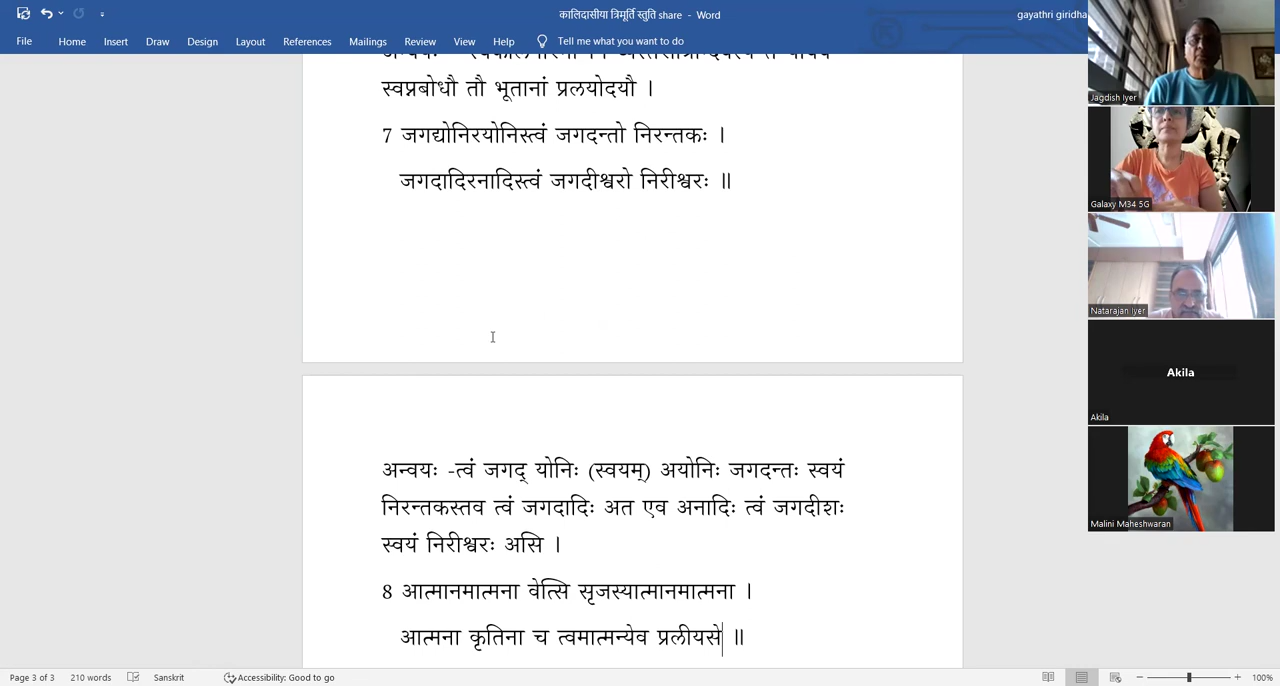 कालिदासीया त्रिमूर्ति स्तुति share - Word
gayathri giridha
File Home Insert Draw Design Layout References Mailings Review View Help Tell me what you want to do
स्वप्नबोधौ तौ भूतानां प्रलयोदयौ ।
7 जगद्योनिरयोनिस्त्वं जगदन्तो निरन्तकः ।
जगदादिरनादिस्त्वं जगदीश्वरो निरीश्वरः ॥
अन्वयः -त्वं जगद् योनिः (स्वयम्) अयोनिः जगदन्तः स्वयं
निरन्तकस्तव त्वं जगदादिः अत एव अनादिः त्वं जगदीशः
स्वयं निरीश्वरः असि ।
8 आत्मानमात्मना वेत्सि सृजस्यात्मानमात्मना ।
आत्मना कृतिना च त्वमात्मन्येव प्रलीयसे ॥
Page 3 of 3 210 words Sanskrit Accessibility: Good to go 100%
Jagdish Iyer
Galaxy M34 5G
Natarajan Iyer
Akila
Akila
Malini Maheshwaran